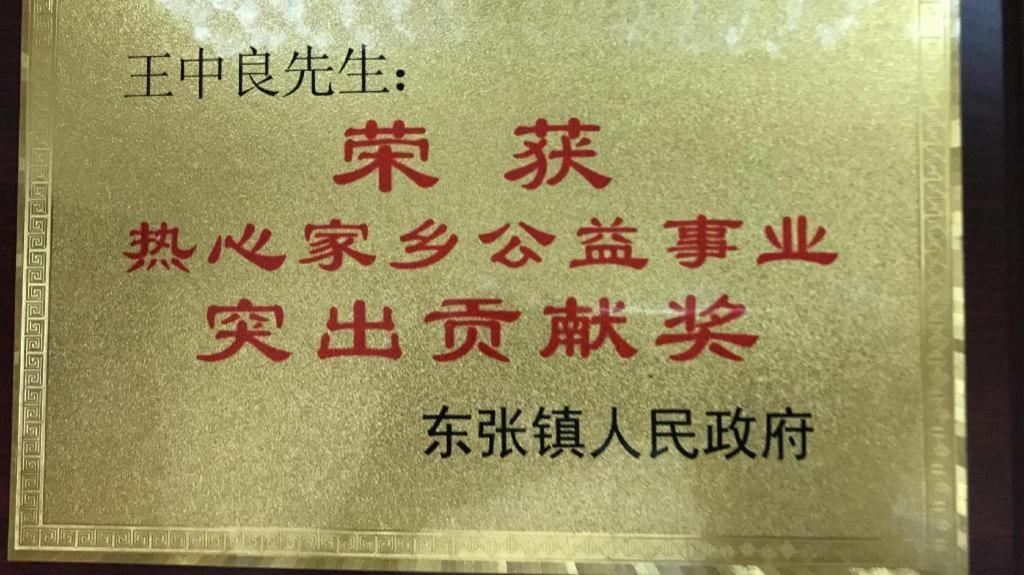 王中良先生：
荣获
热心家乡公益事业
突出贡献奖
东张镇人民政府